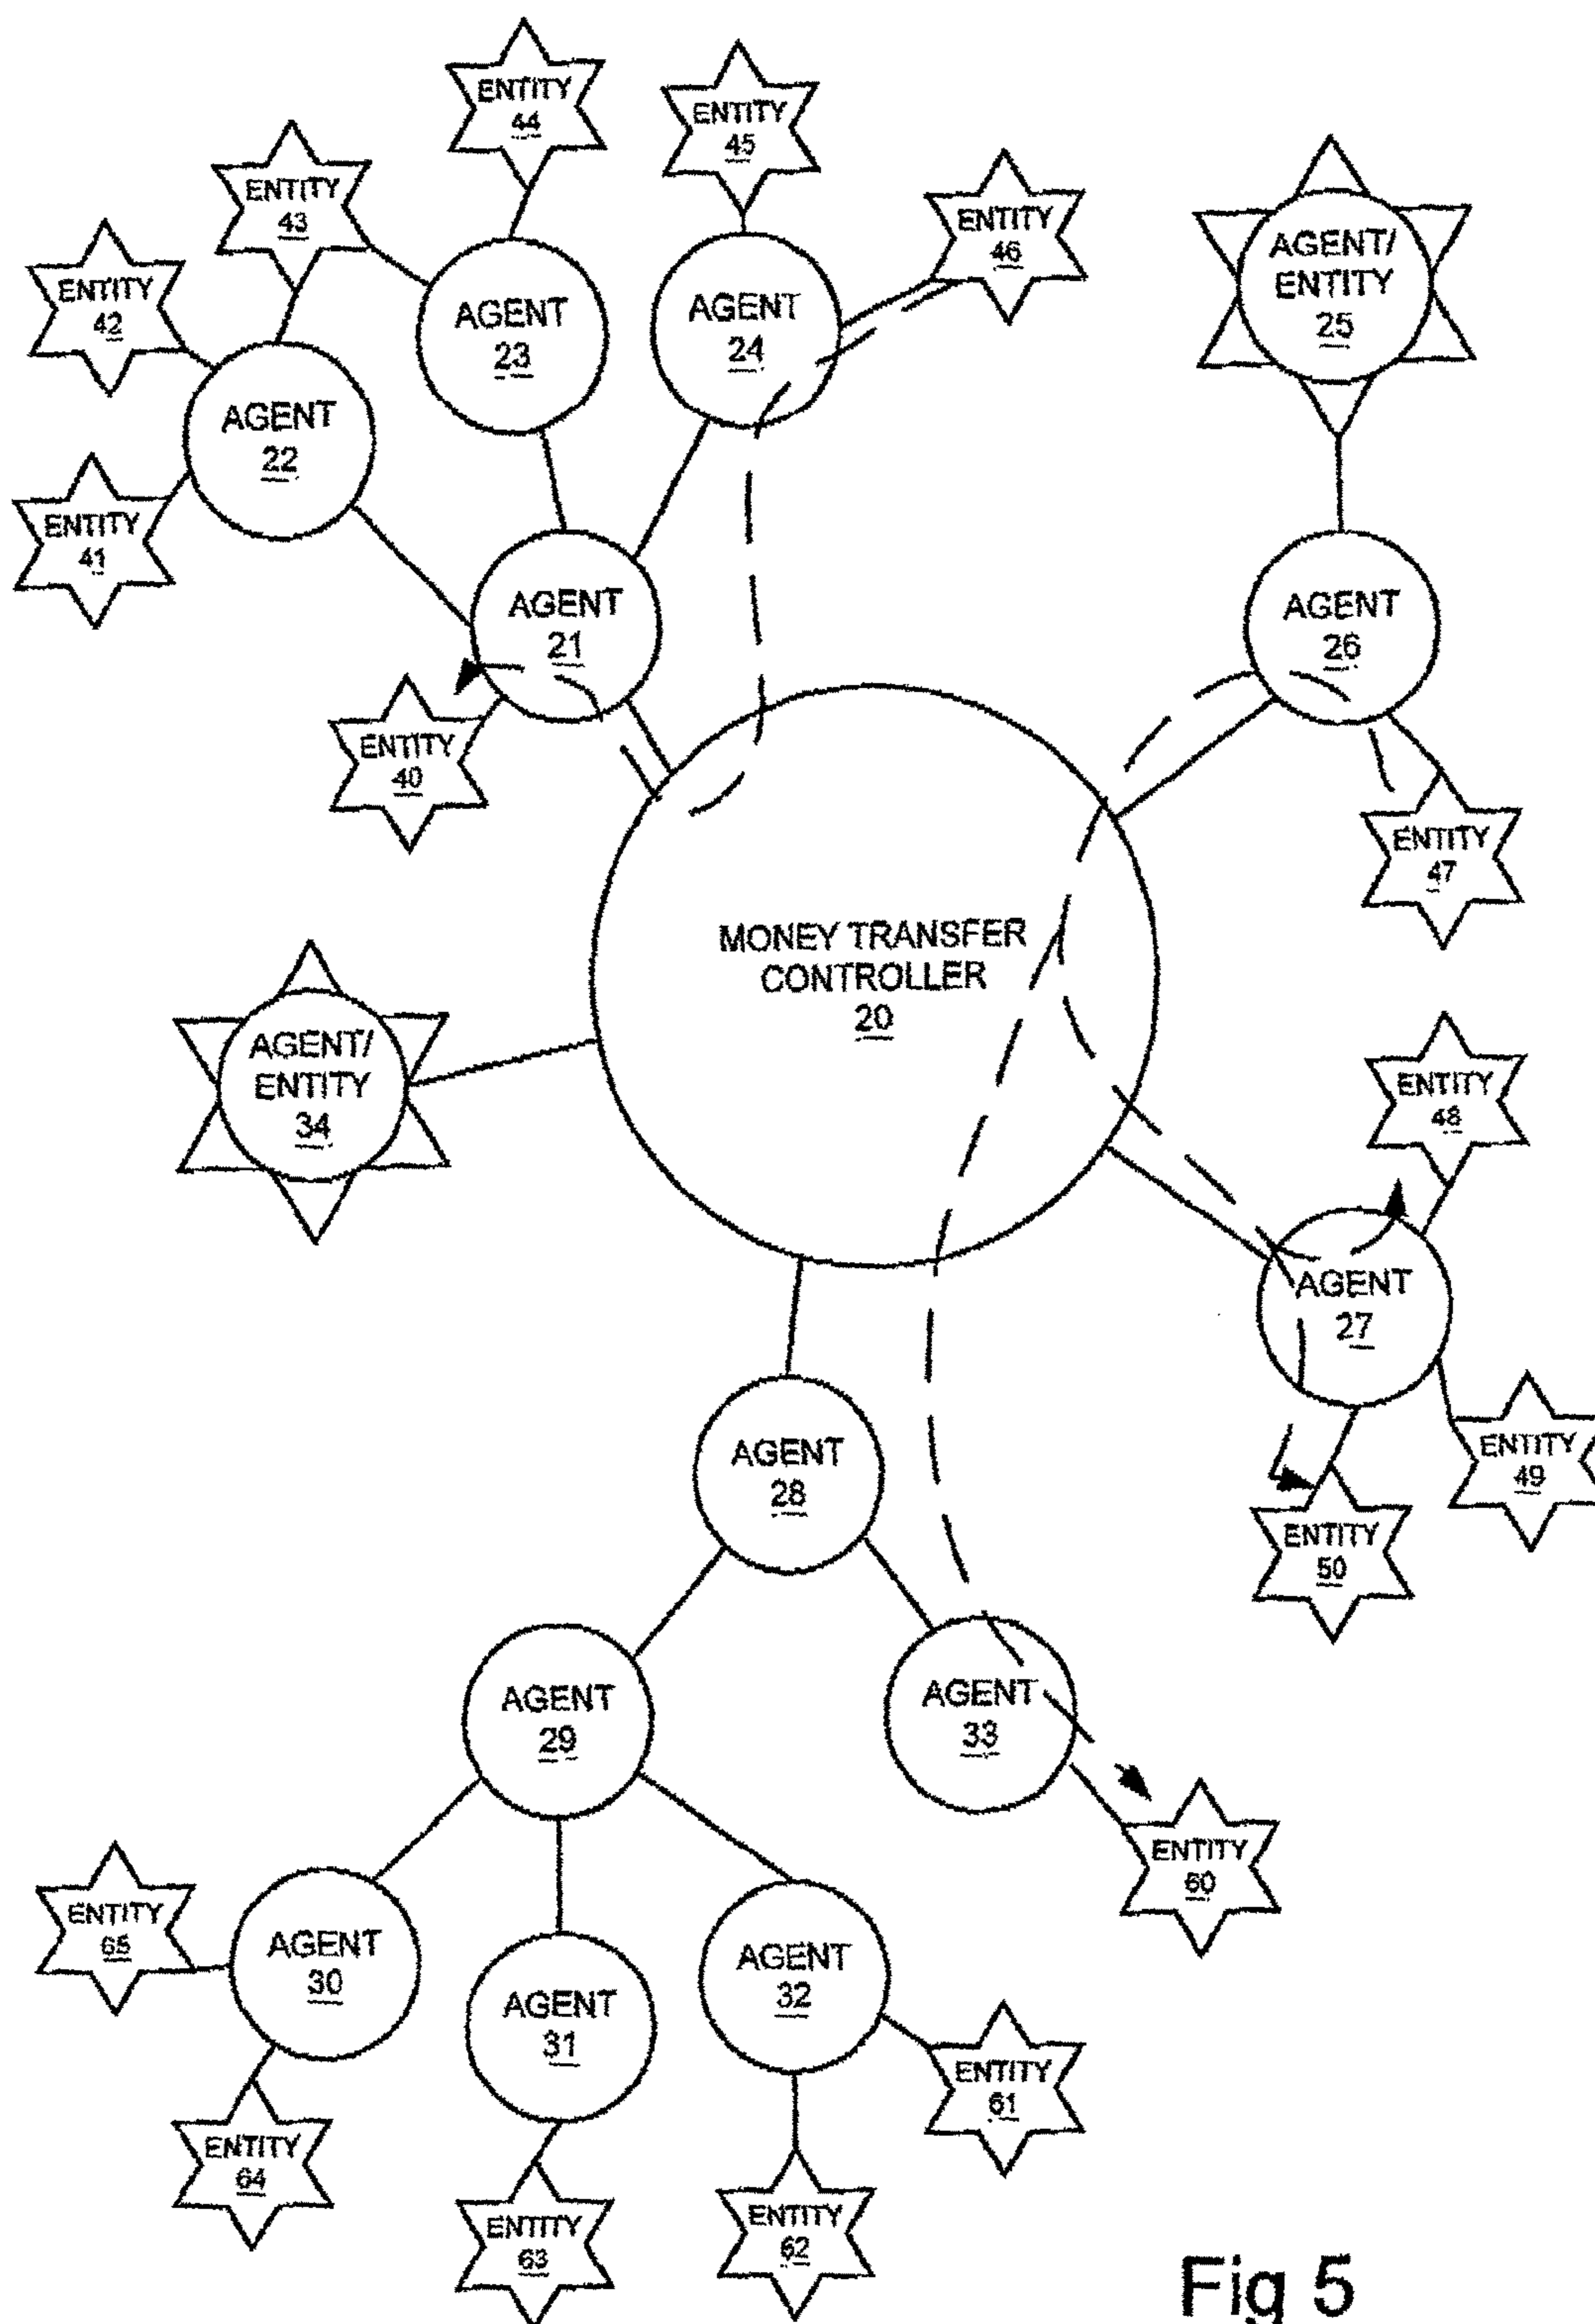 ENTITY
44
ENTITY
45
ENTITY
43
ENTITY
46
ENTITY
42
AGENT/
ENTITY
25
AGENT
23
AGENT
24
AGENT
22
ENTITY
41
AGENT
21
AGENT
26
ENTITY
40
ENTITY
47
MONEY TRANSFER
CONTROLLER
20
AGENT/
ENTITY
34
ENTITY
48
AGENT
27
AGENT
28
ENTITY
49
ENTITY
50
AGENT
29
AGENT
33
ENTITY
60
ENTITY
65
AGENT
30
AGENT
31
AGENT
32
ENTITY
61
ENTITY
64
ENTITY
63
ENTITY
62
Fig 5